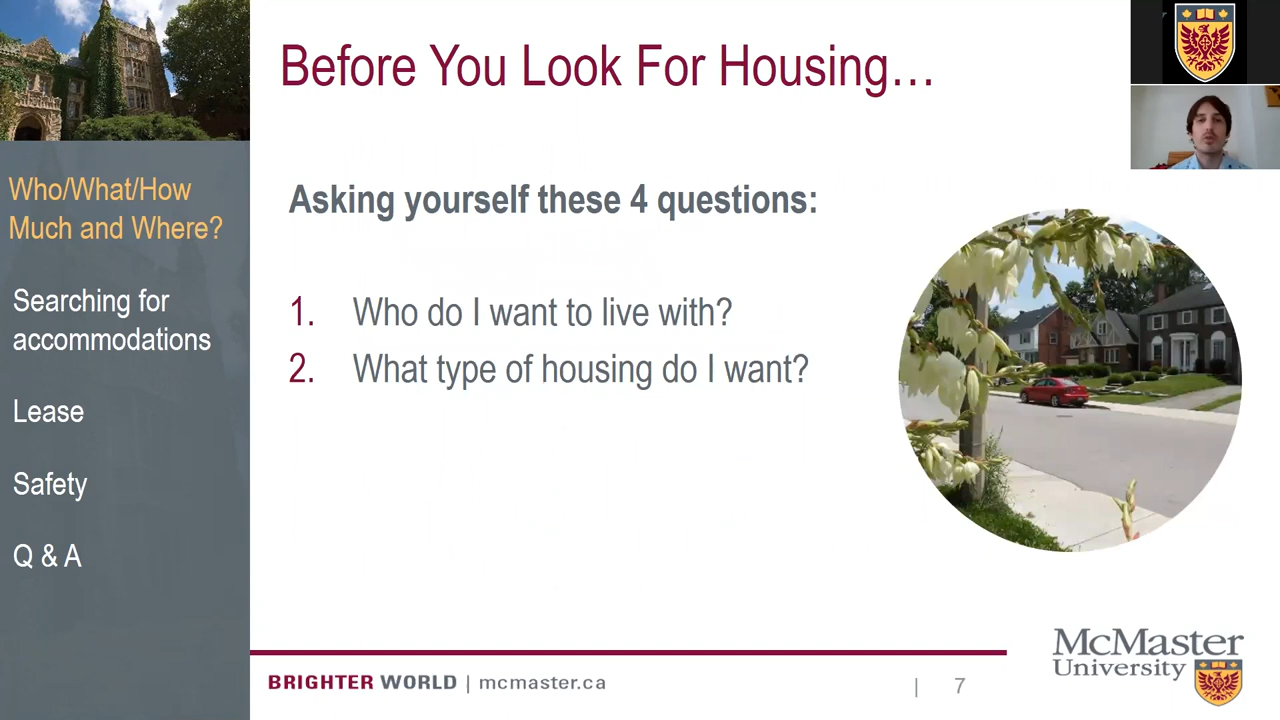 Before You Look For Housing…
Who/What/How
Much and Where?
Searching for
accommodations
Lease
Safety
Q & A
Asking yourself these 4 questions:
1. Who do I want to live with?
2. What type of housing do I want?
BRIGHTER WORLD | mcmaster.ca
| 7
McMaster
University